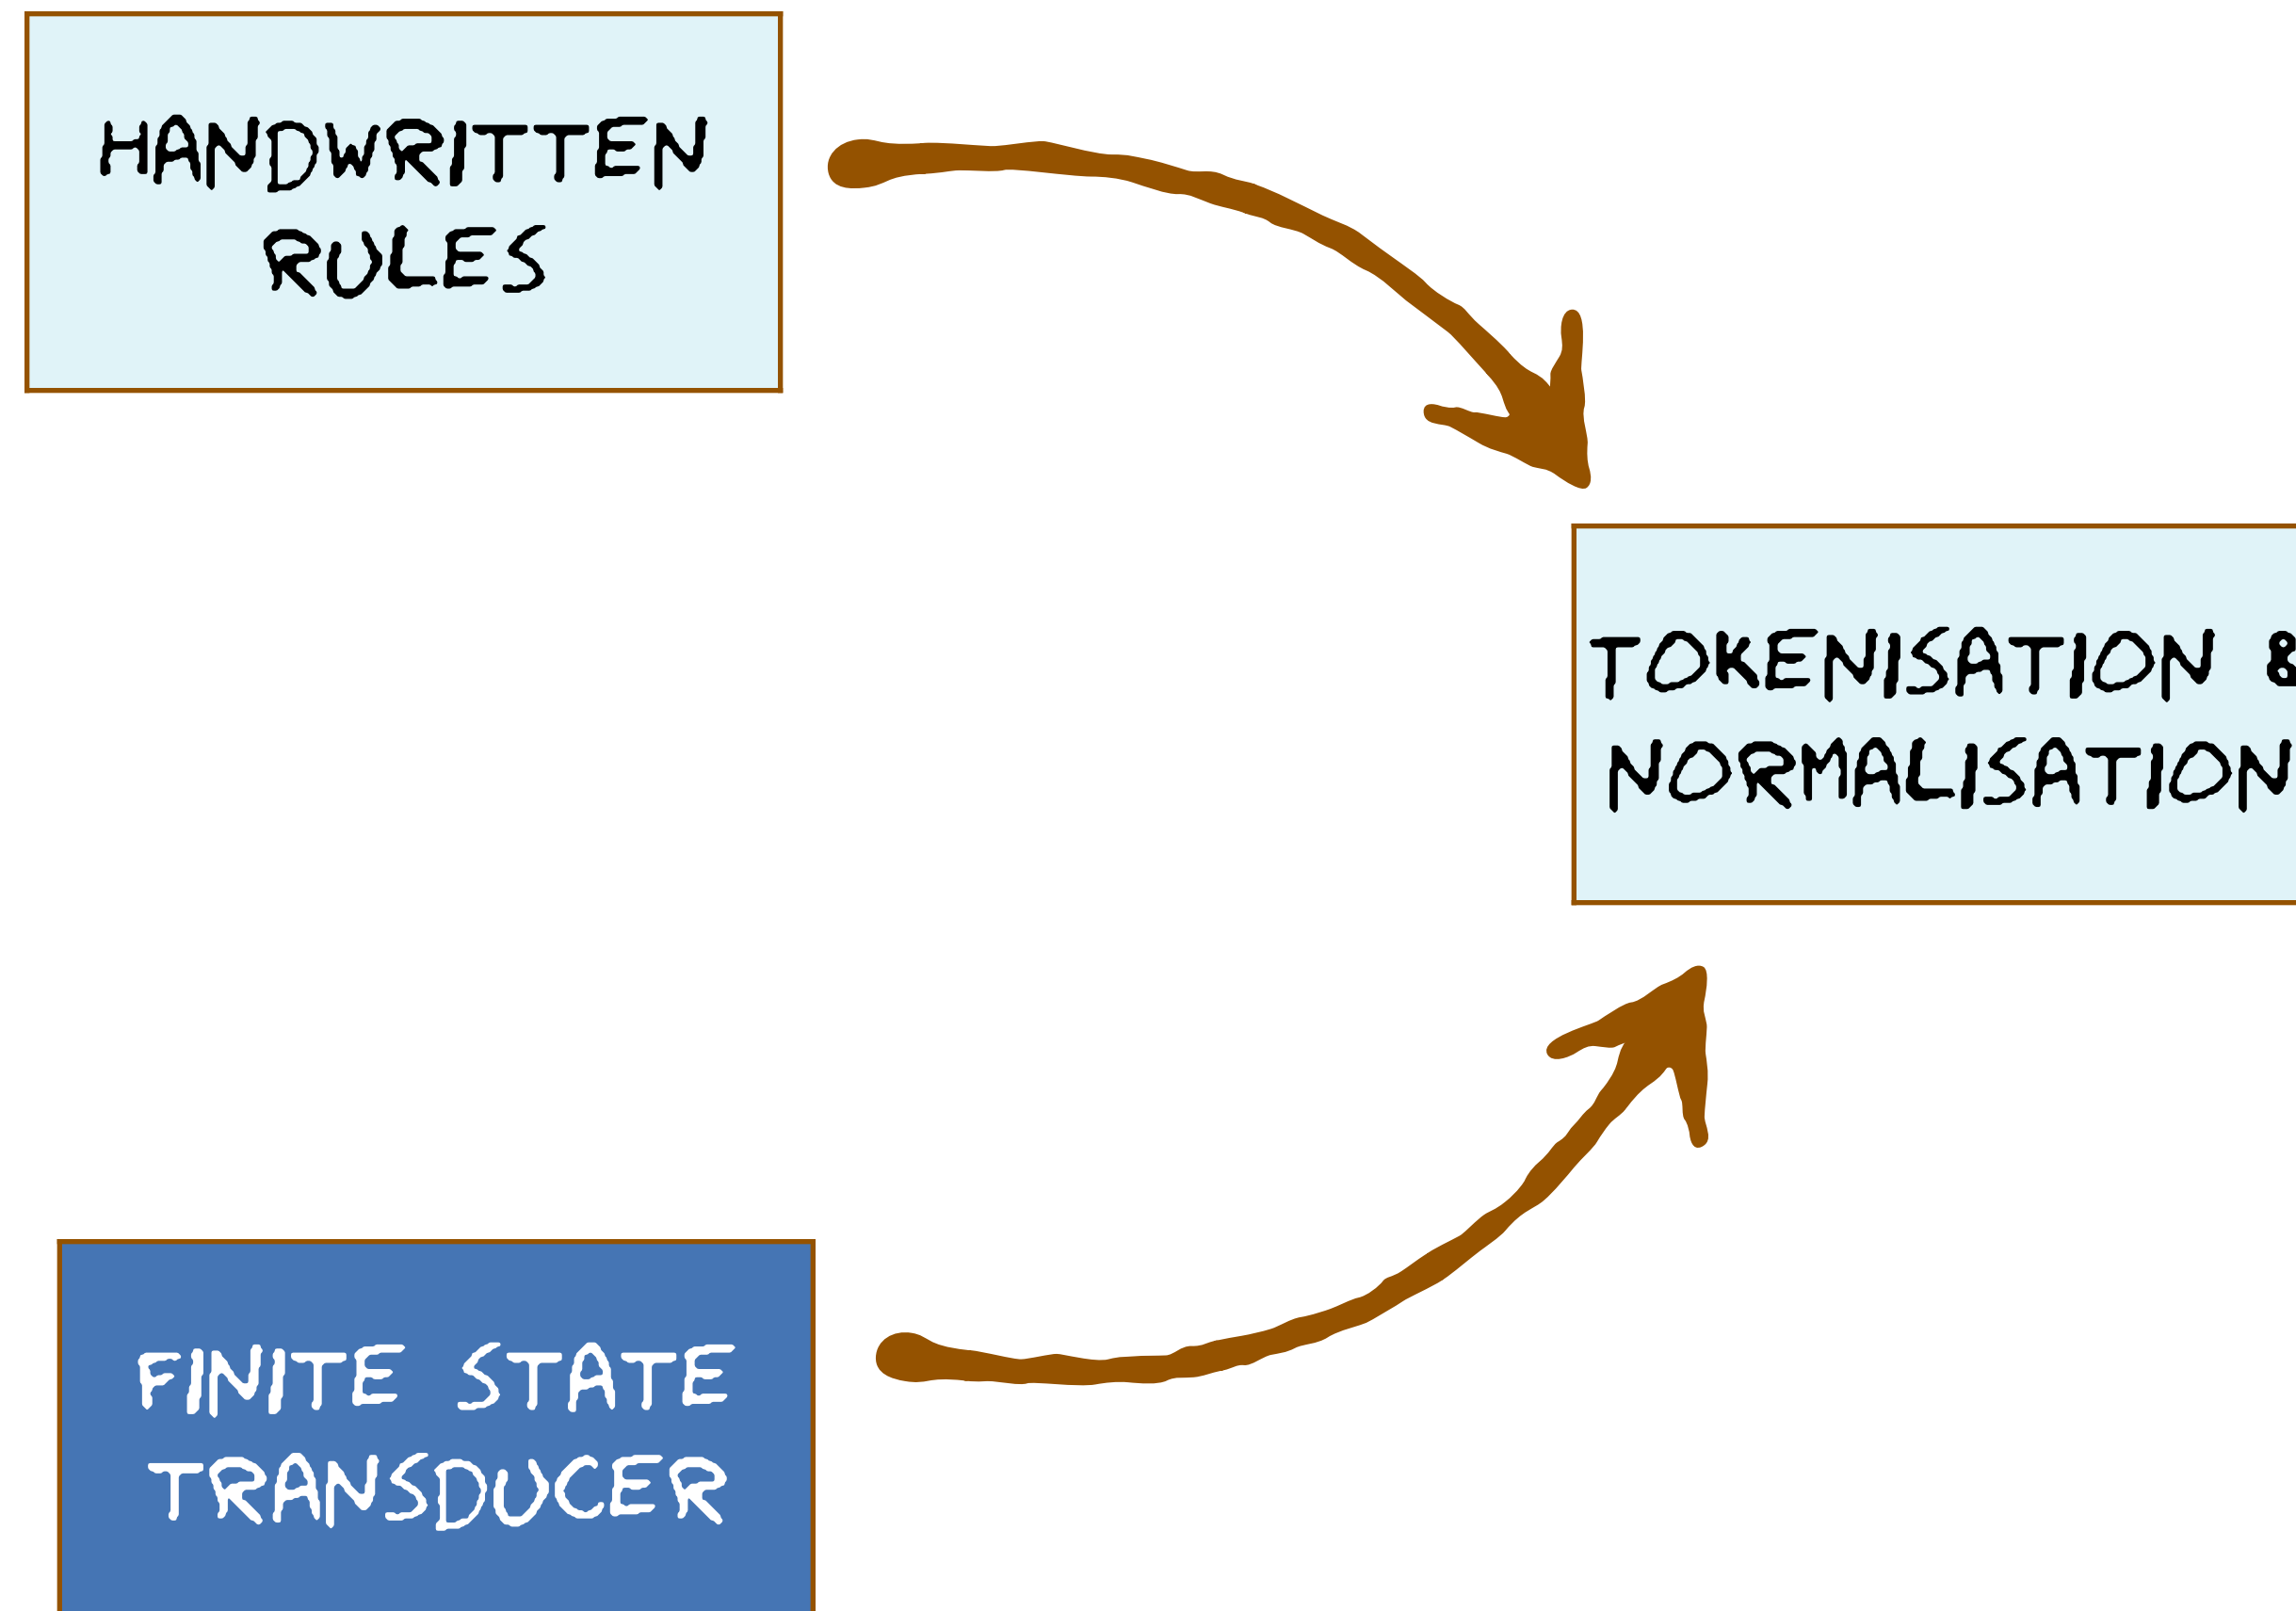 HANDWRITTEN
RULES
TOKENISATION &
NORMALISATION
FINITE STATE
TRANSDUCER